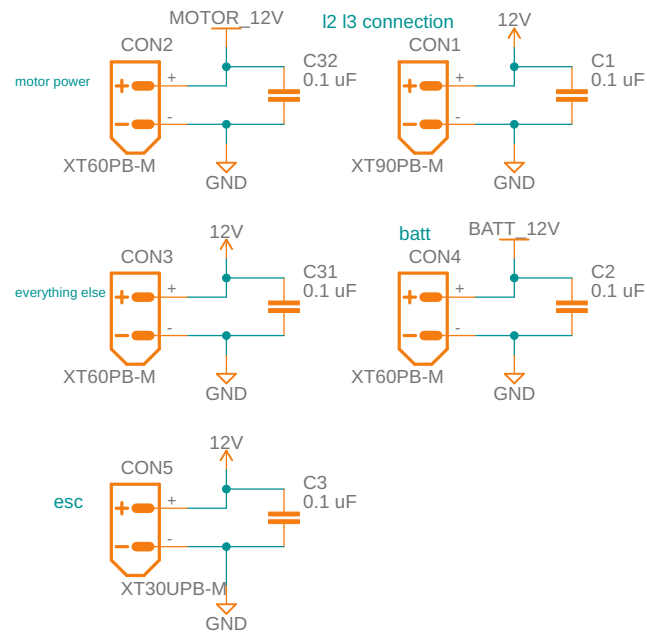 MOTOR_12V
l2 l3 connection
12V
CON2
CON1
C32
0.1 uF
C1
0.1 uF
motor power
+
-
+
-
XT60PB-M
XT90PB-M
GND
GND
12V
batt
BATT_12V
CON3
CON4
C31
0.1 uF
C2
0.1 uF
everything else
+
-
+
-
XT60PB-M
XT60PB-M
GND
GND
12V
CON5
C3
0.1 uF
esc
+
-
XT30UPB-M
GND